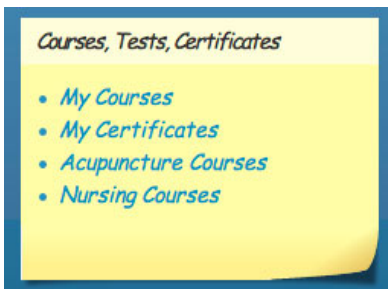 Courses, Tests, Certificates
My Courses
My Certificates
Acupuncture Courses
Nursing Courses